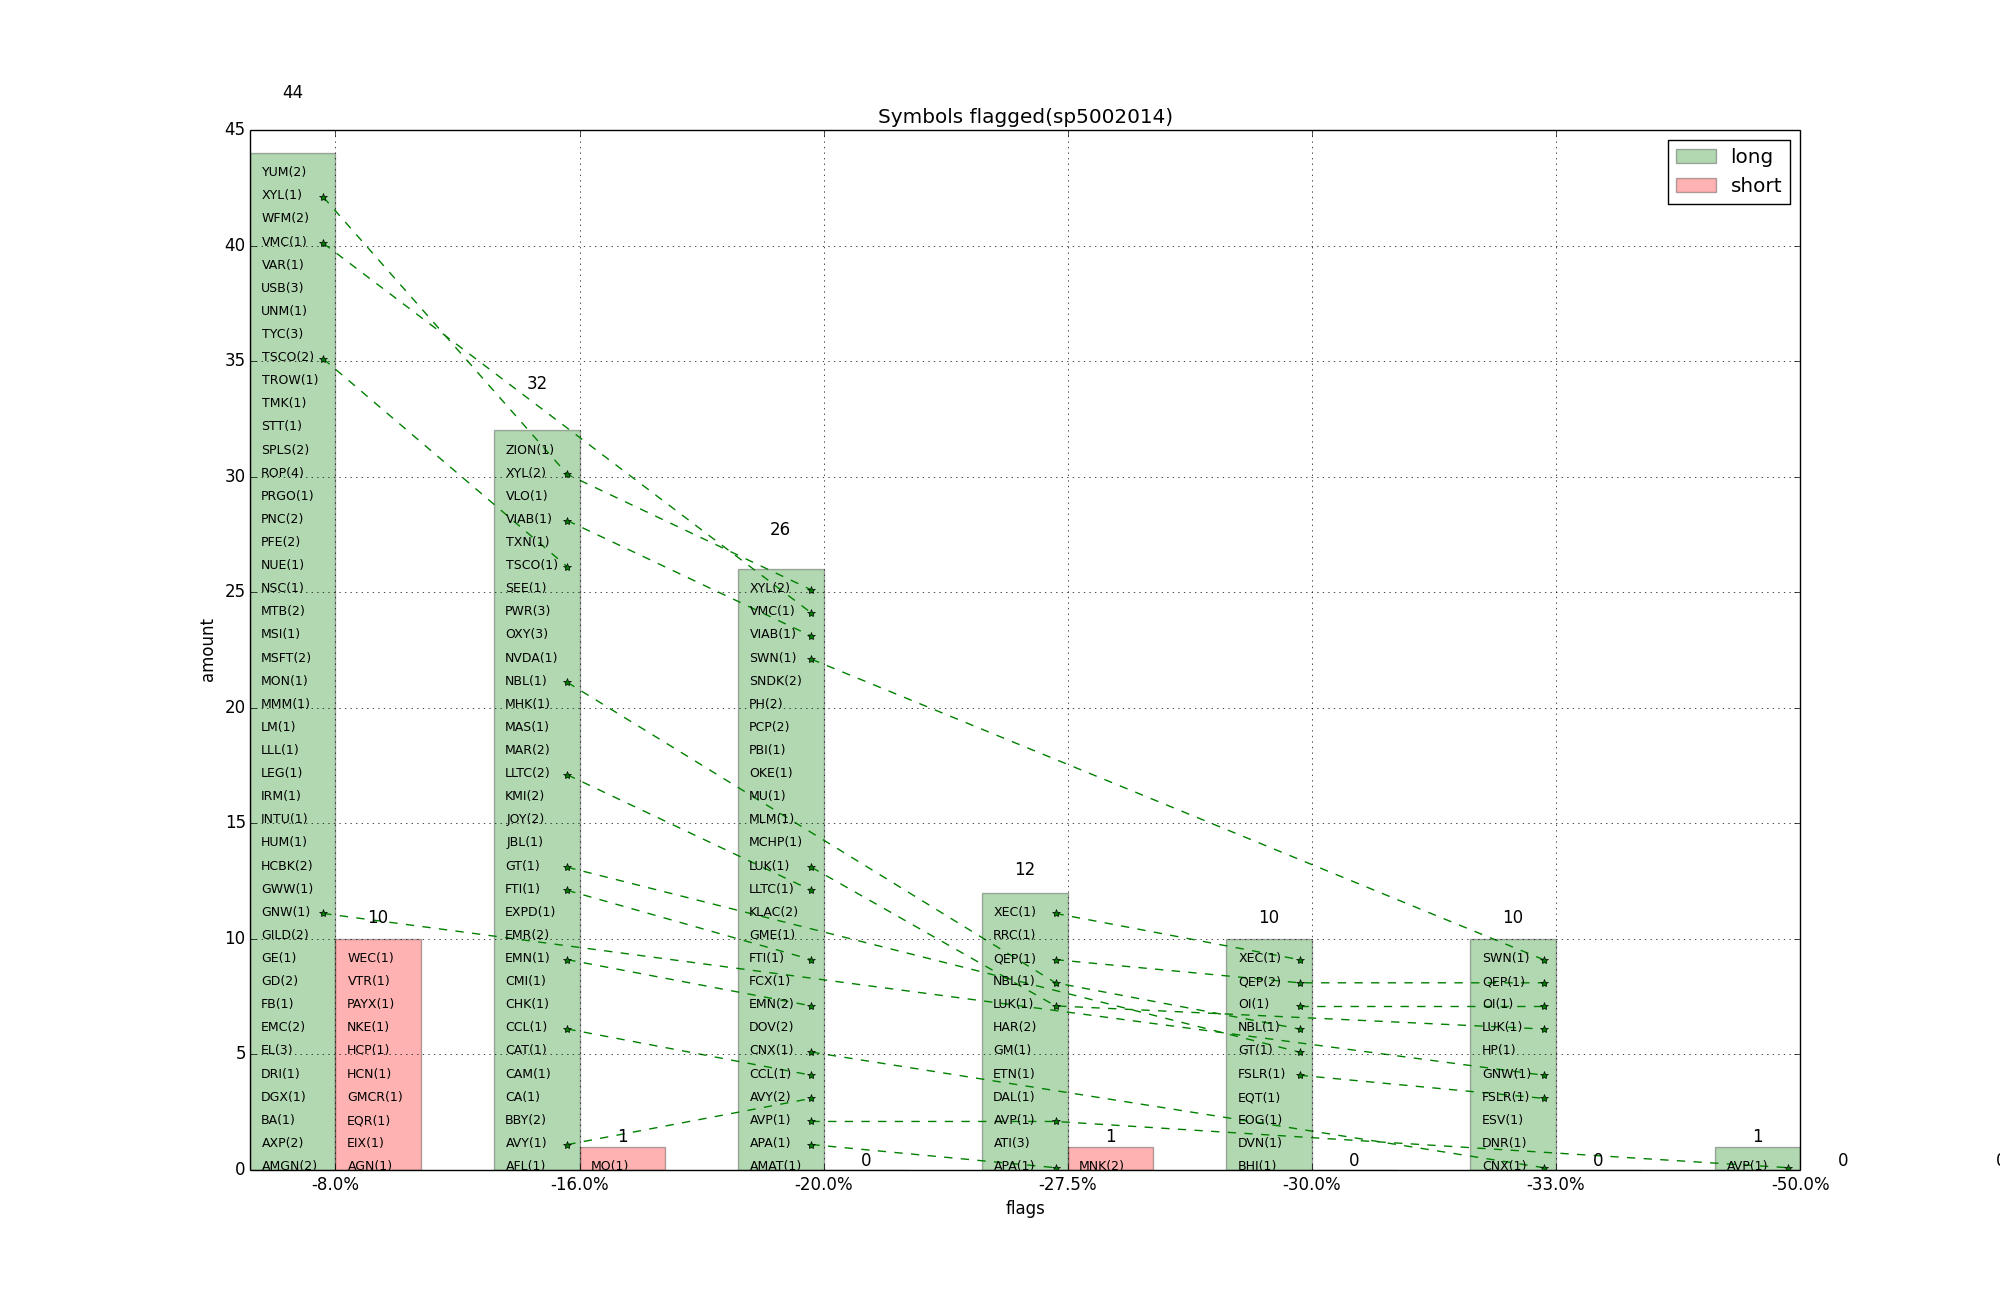 44
Symbols flagged(sp5002014)
long
short
45
40
35
30
25
20
15
10
5
0
amount
YUM(2)
XYL(1)
WFM(2)
VMC(1)
VAR(1)
USB(3)
UNM(1)
TYC(3)
TSCO(2)
TROW(1)
TMK(1)
STT(1)
SPLS(2)
ROP(4)
PRGO(1)
PNC(2)
PFE(2)
NUE(1)
NSC(1)
MTB(2)
MSI(1)
MSFT(2)
MON(1)
MMM(1)
LM(1)
LLL(1)
LEG(1)
IRM(1)
INTU(1)
HUM(1)
HCBK(2)
GWW(1)
GNW(1)
GILD(2)
GE(1)
GD(2)
FB(1)
EMC(2)
EL(3)
DRI(1)
DGX(1)
BA(1)
AXP(2)
AMGN(2)
10
WEC(1)
VTR(1)
PAYX(1)
NKE(1)
HCP(1)
HCN(1)
GMCR(1)
EQR(1)
EIX(1)
AGN(1)
32
ZION(1)
XYL(2)
VLO(1)
VIAB(1)
TXN(1)
TSCO(1)
SEE(1)
PWR(3)
OXY(3)
NVDA(1)
NBL(1)
MHK(1)
MAS(1)
MAR(2)
LLTC(2)
KMI(2)
JOY(2)
JBL(1)
GT(1)
FTI(1)
EXPD(1)
EMR(2)
EMN(1)
CMI(1)
CHK(1)
CCL(1)
CAT(1)
CAM(1)
CA(1)
BBY(2)
AVY(1)
AFL(1)
1
MO(1)
26
XYL(2)
VMC(1)
VIAB(1)
SWN(1)
SNDK(2)
PH(2)
PCP(2)
PBI(1)
OKE(1)
MU(1)
MLM(1)
MCHP(1)
LUK(1)
LLTC(1)
KLAC(2)
GME(1)
FTI(1)
FCX(1)
EMN(2)
DOV(2)
CNX(1)
CCL(1)
AVY(2)
AVP(1)
APA(1)
AMAT(1)
0
12
XEC(1)
RRC(1)
QEP(1)
NBL(1)
LUK(1)
HAR(2)
GM(1)
ETN(1)
DAL(1)
AVP(1)
ATI(3)
APA(1)
1
MNK(2)
10
XEC(1)
QEP(2)
OI(1)
NBL(1)
GT(1)
FSLR(1)
EQT(1)
EOG(1)
DVN(1)
BHI(1)
0
10
SWN(1)
QEP(1)
OI(1)
LUK(1)
HP(1)
GNW(1)
FSLR(1)
ESV(1)
DNR(1)
CNX(1)
0
1
AVP(1)
0
-8.0%
-16.0%
-20.0%
-27.5%
-30.0%
-33.0%
-50.0%
flags